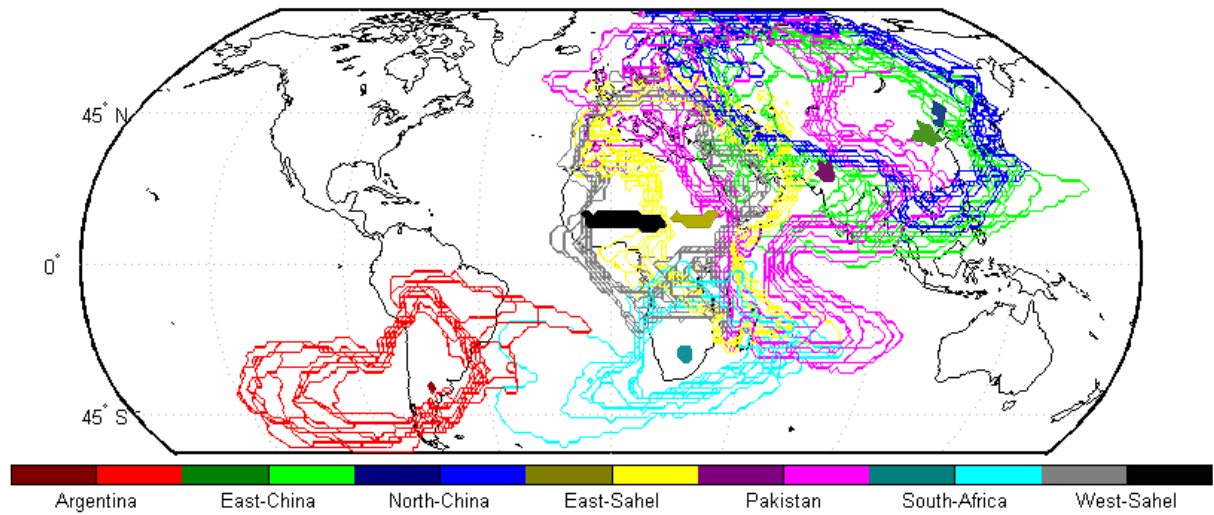 45° N
0°
45° S
Argentina East-China North-China East-Sahel Pakistan South-Africa West-Sahel